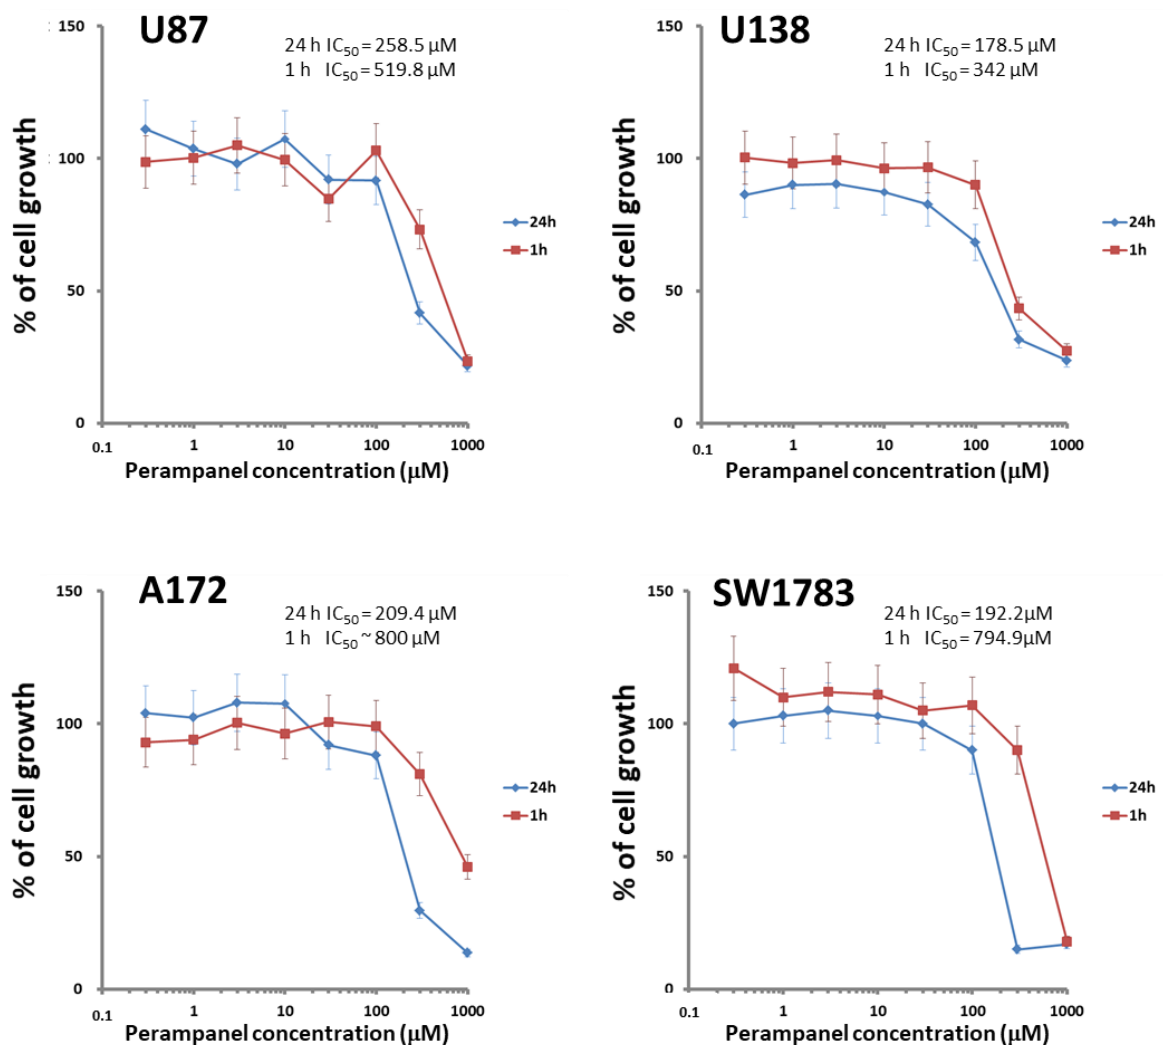 U87
24 h IC50 = 258.5 µM
1 h IC50 = 519.8 µM
150
100
50
0
% of cell growth
0.1 1 10 100 1000
Perampanel concentration (µM)
24h
1h
U138
24 h IC50 = 178.5 µM
1 h IC50 = 342 µM
150
100
50
0
% of cell growth
0.1 1 10 100 1000
Perampanel concentration (µM)
24h
1h
A172
24 h IC50 = 209.4 µM
1 h IC50 ~ 800 µM
150
100
50
0
% of cell growth
0.1 1 10 100 1000
Perampanel concentration (µM)
24h
1h
SW1783
24 h IC50 = 192.2µM
1 h IC50 = 794.9µM
150
100
50
0
% of cell growth
0.1 1 10 100 1000
Perampanel concentration (µM)
24h
1h